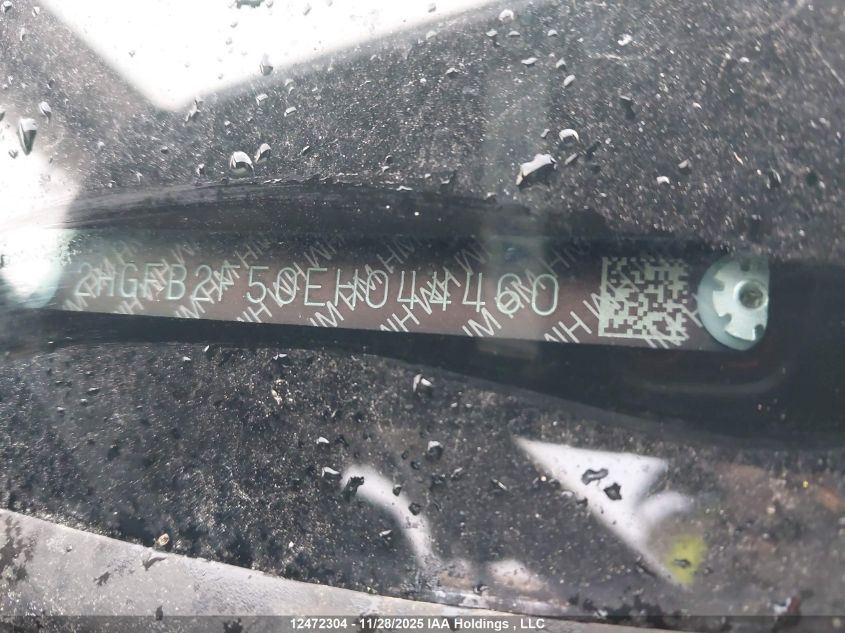 2HGFB2F50EH044460
12472304 - 11/28/2025 IAA Holdings , LLC